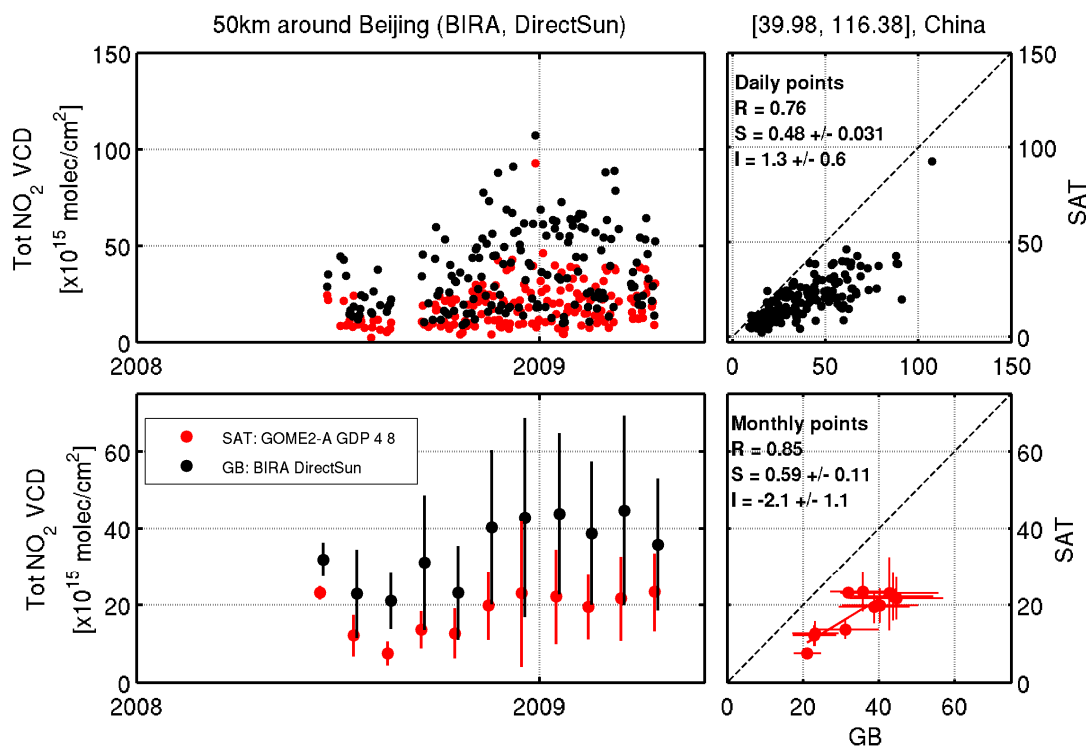 50km around Beijing (BIRA, DirectSun)
[39.98, 116.38], China
Tot NO2 VCD
[x10^15 molec/cm^2]
150
100
50
0
2008
2009
Daily points
R = 0.76
S = 0.48 +/- 0.031
I = 1.3 +/- 0.6
150
100
50
0
SAT
0
50
100
150
Tot NO2 VCD
[x10^15 molec/cm^2]
60
40
20
0
SAT: GOME2-A GDP 4 8
GB: BIRA DirectSun
2008
2009
Monthly points
R = 0.85
S = 0.59 +/- 0.11
I = -2.1 +/- 1.1
60
40
20
0
SAT
0
20
40
60
GB